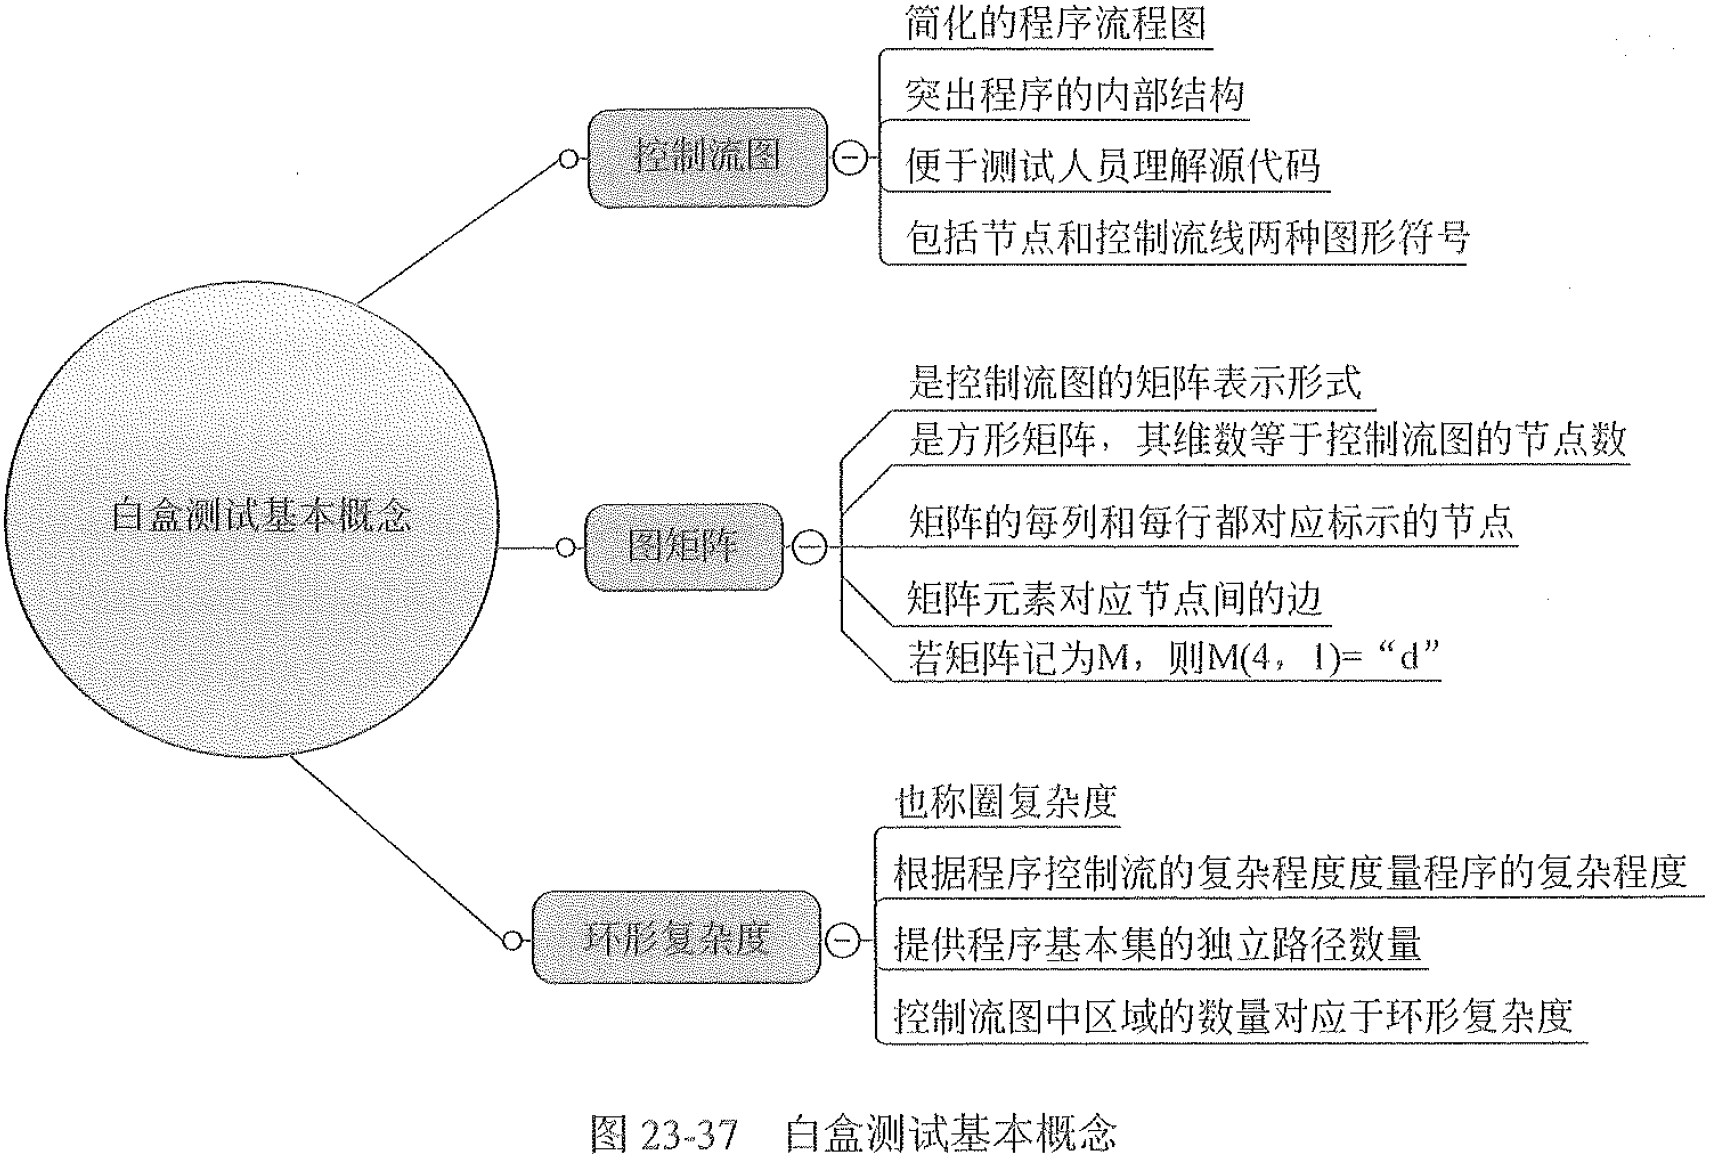 简化的程序流程图
突出程序的内部结构
控制流图
便于测试人员理解源代码
包括节点和控制流线两种图形符号
是控制流图的矩阵表示形式
是方形矩阵，其维数等于控制流图的节点数
白盒测试基本概念
图矩阵
矩阵的每列和每行都对应标示的节点
矩阵元素对应节点间的边
若矩阵记为M，则M(4，1)=“d”
也称圈复杂度
根据程序控制流的复杂程度度量程序的复杂程度
环形复杂度
提供程序基本集的独立路径数量
控制流图中区域的数量对应于环形复杂度
图 23-37 白盒测试基本概念